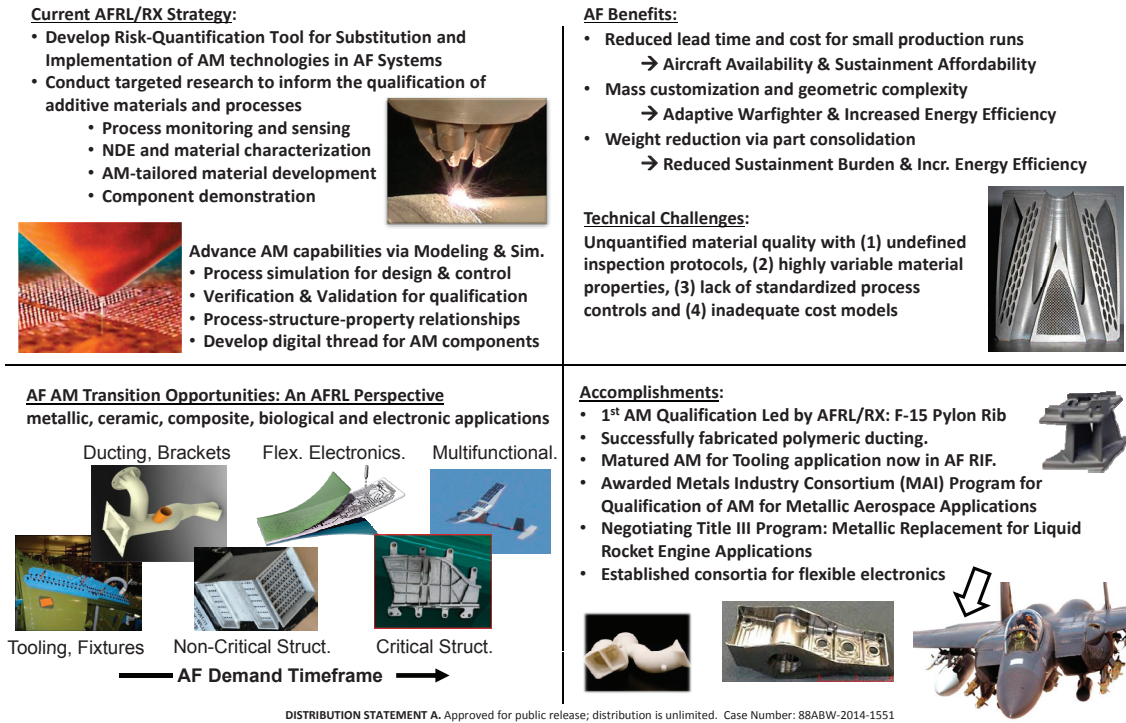 Current AFRL/RX Strategy:
• Develop Risk-Quantification Tool for Substitution and
Implementation of AM technologies in AF Systems
• Conduct targeted research to inform the qualification of
additive materials and processes
• Process monitoring and sensing
• NDE and material characterization
• AM-tailored material development
• Component demonstration
Advance AM capabilities via Modeling & Sim.
• Process simulation for design & control
• Verification & Validation for qualification
• Process-structure-property relationships
• Develop digital thread for AM components
AF Benefits:
• Reduced lead time and cost for small production runs
→ Aircraft Availability & Sustainment Affordability
• Mass customization and geometric complexity
→ Adaptive Warfighter & Increased Energy Efficiency
• Weight reduction via part consolidation
→ Reduced Sustainment Burden & Incr. Energy Efficiency
Technical Challenges:
Unquantified material quality with (1) undefined
inspection protocols, (2) highly variable material
properties, (3) lack of standardized process
controls and (4) inadequate cost models
AF AM Transition Opportunities: An AFRL Perspective
metallic, ceramic, composite, biological and electronic applications
Ducting, Brackets
Flex. Electronics.
Multifunctional.
Tooling, Fixtures
Non-Critical Struct.
Critical Struct.
AF Demand Timeframe
Accomplishments:
• 1st AM Qualification Led by AFRL/RX: F-15 Pylon Rib
• Successfully fabricated polymeric ducting.
• Matured AM for Tooling application now in AF RIF.
• Awarded Metals Industry Consortium (MAI) Program for
Qualification of AM for Metallic Aerospace Applications
• Negotiating Title III Program: Metallic Replacement for Liquid
Rocket Engine Applications
• Established consortia for flexible electronics
DISTRIBUTION STATEMENT A. Approved for public release; distribution is unlimited. Case Number: 88ABW-2014-1551